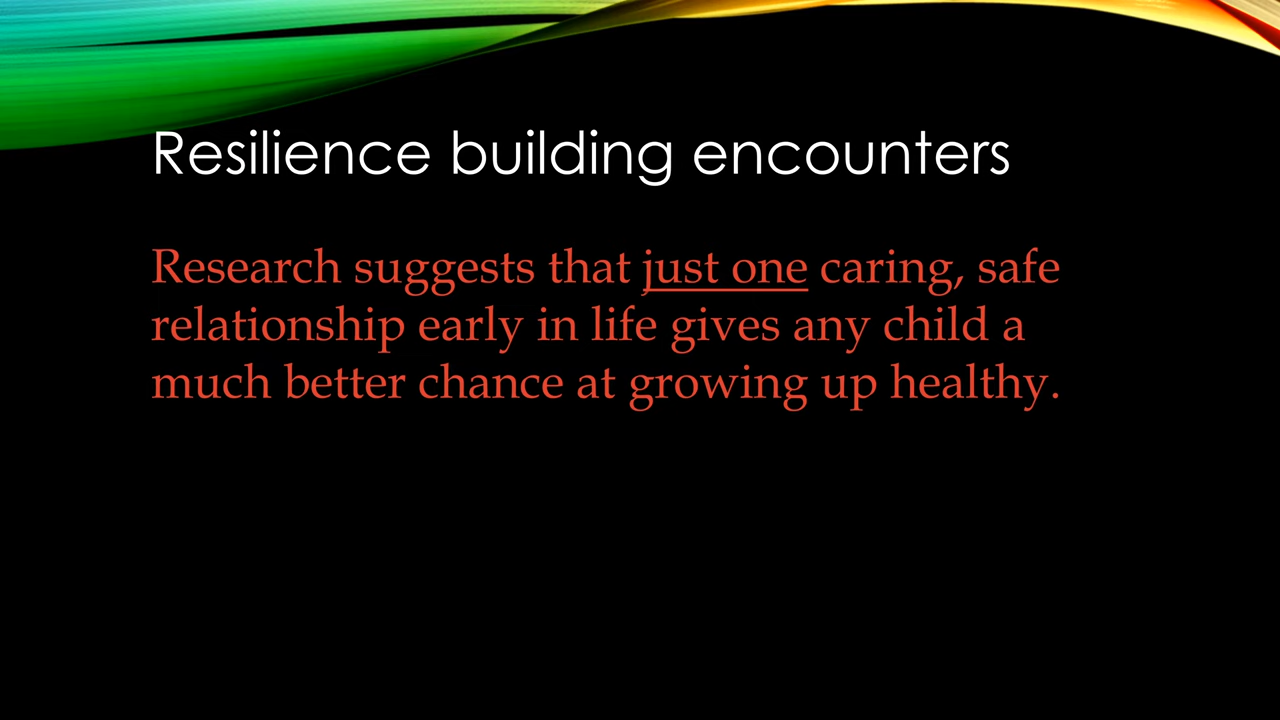 Resilience building encounters
Research suggests that just one caring, safe
relationship early in life gives any child a
much better chance at growing up healthy.